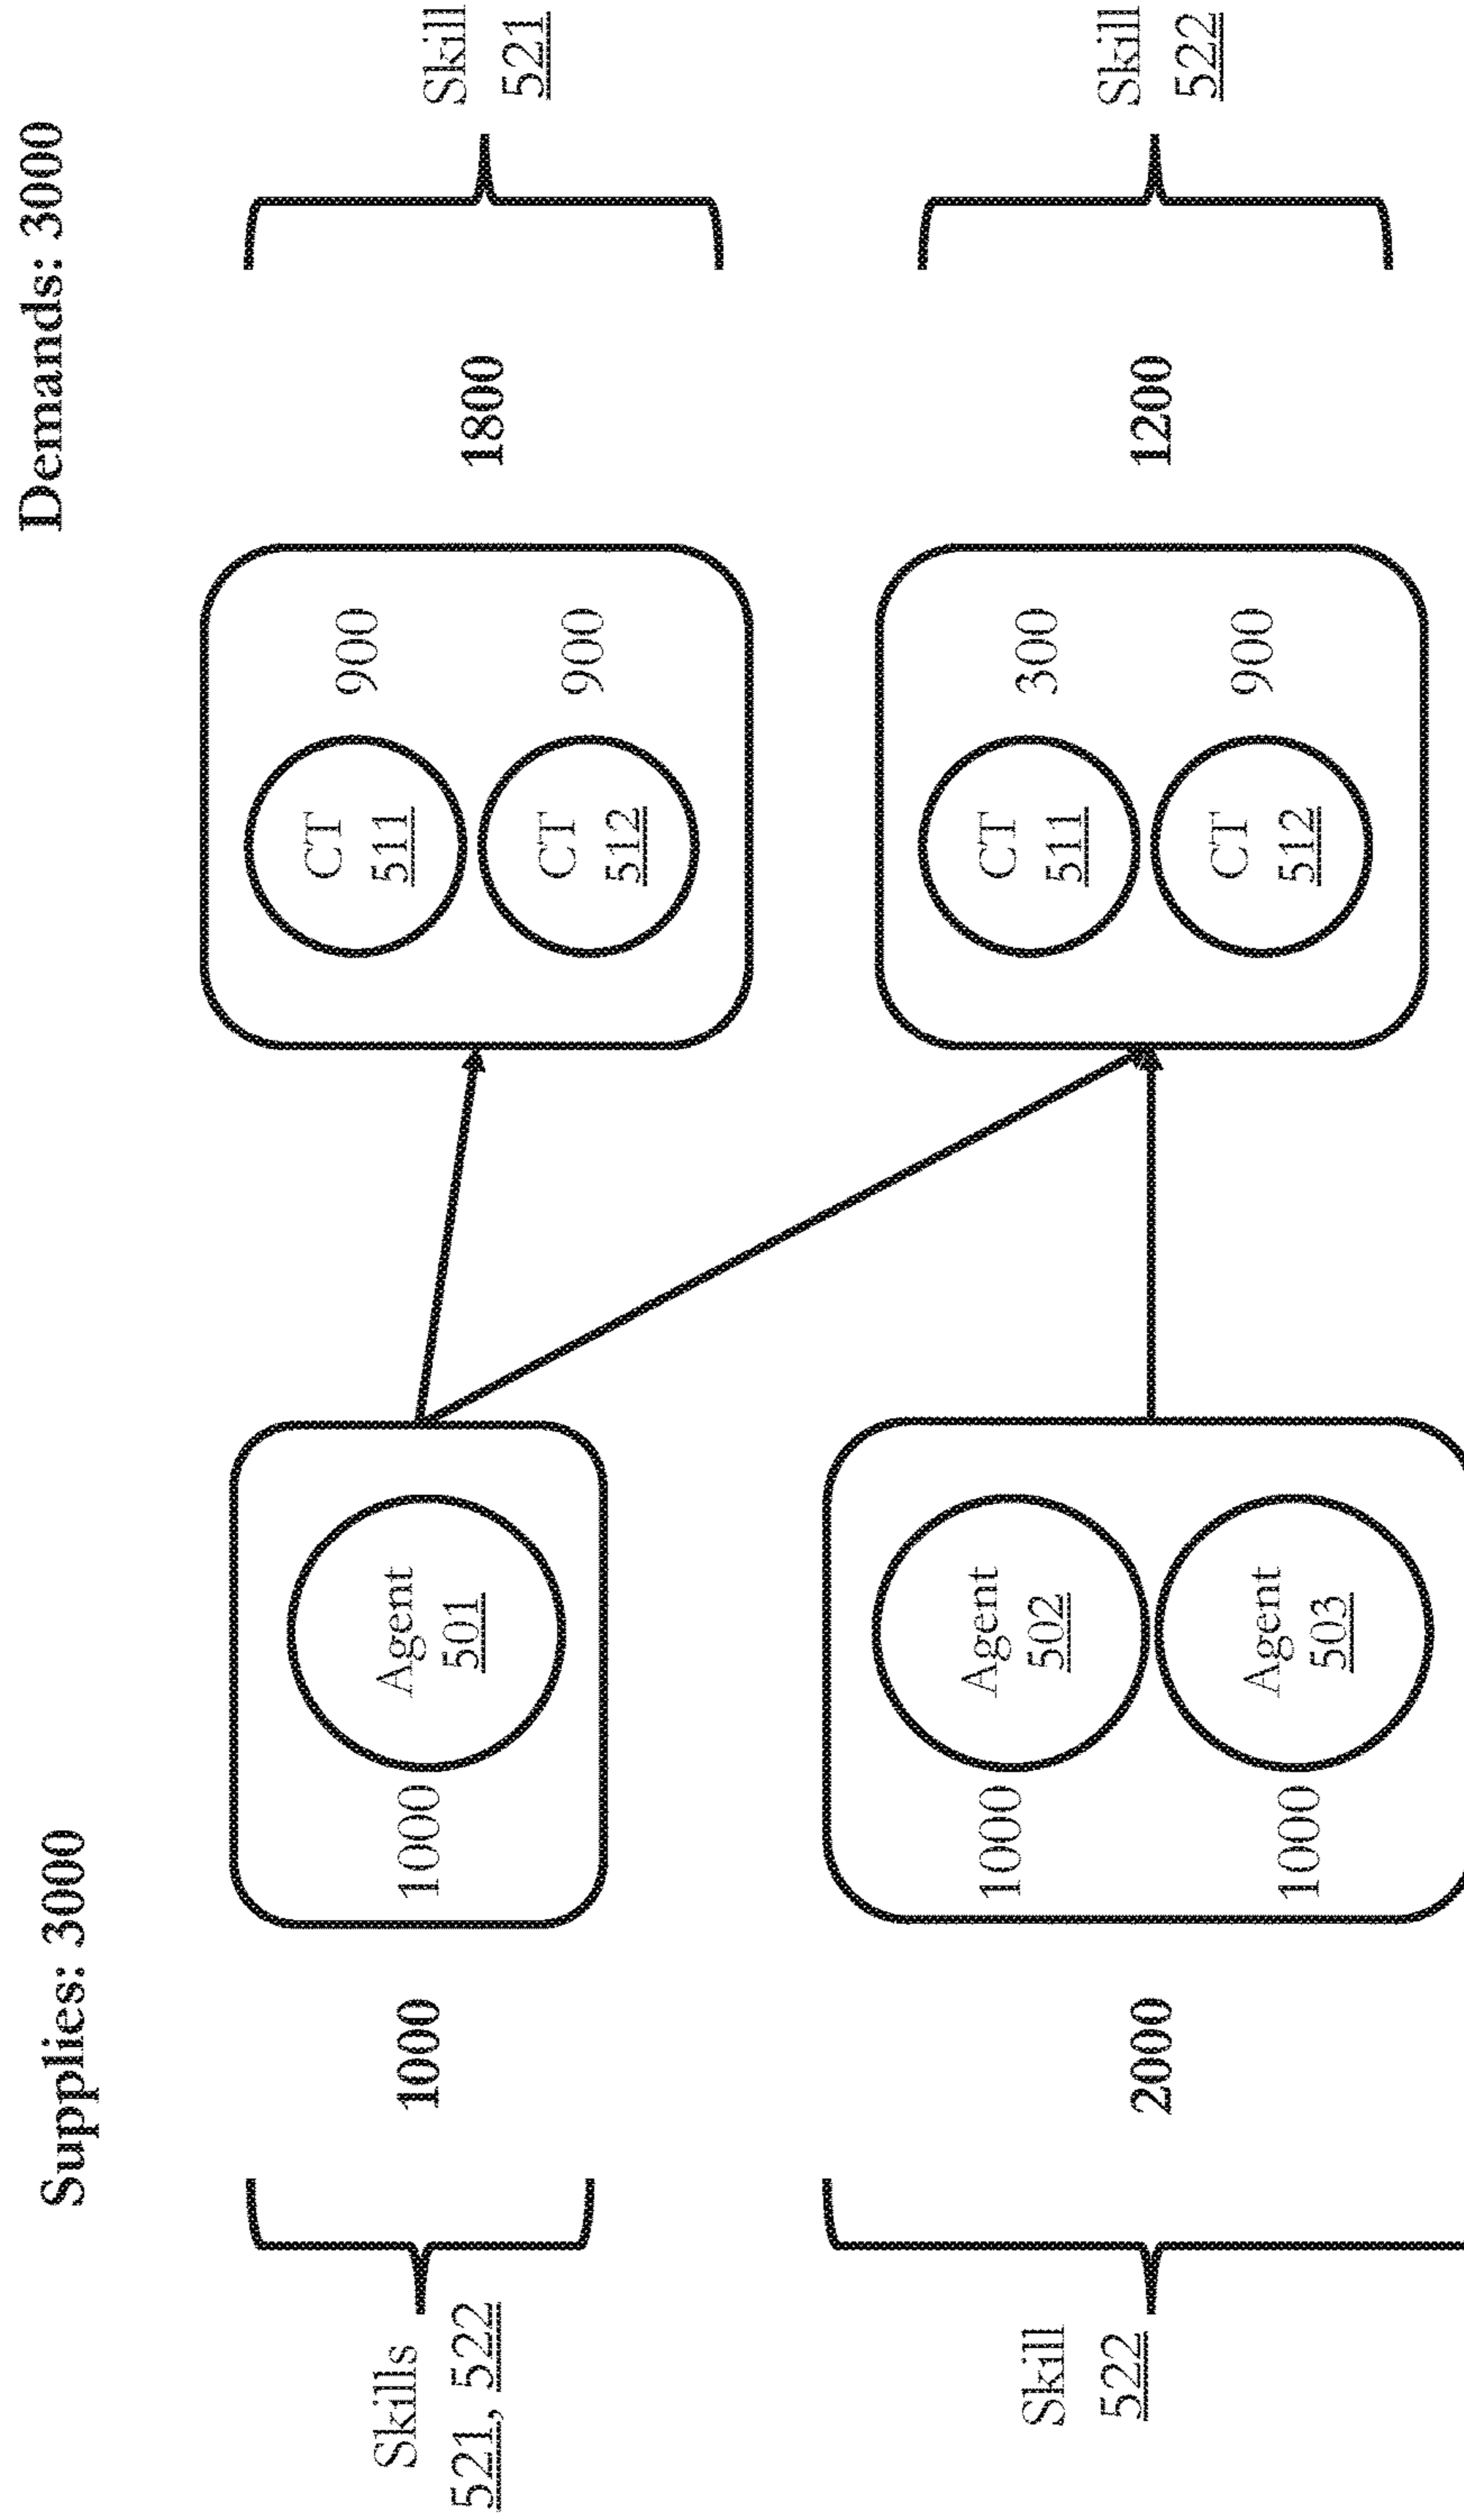 Supplies: 3000
Demands: 3000
Skills
521, 522
1000
1000
Agent
501
CT
511
900
CT
512
900
1800
Skill
521
Skill
522
2000
1000
Agent
502
1000
Agent
503
CT
511
300
CT
512
900
1200
Skill
522